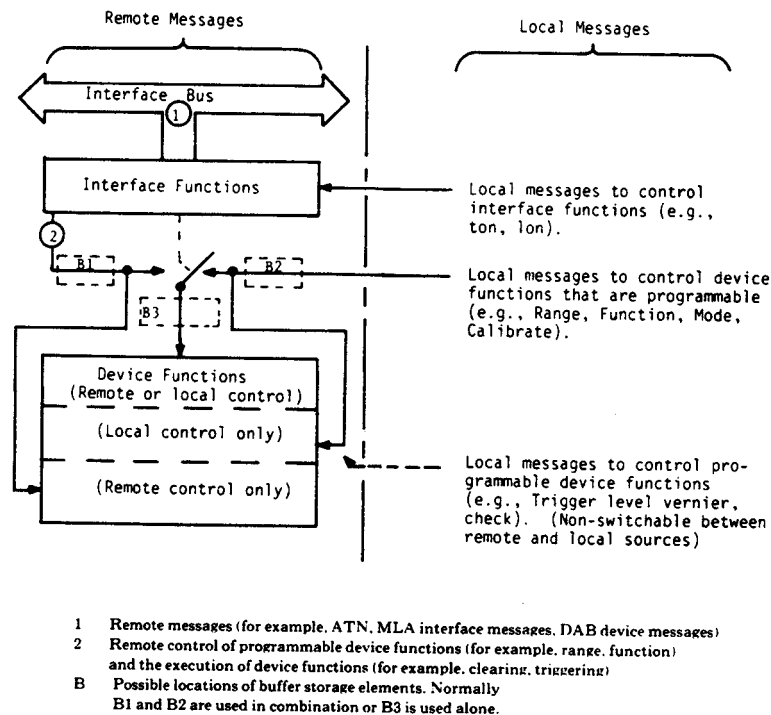 Remote Messages
Local Messages
Interface Bus
1
Interface Functions
Local messages to control
interface functions (e.g.,
ton, lon).
2
B1
B2
B3
Local messages to control device
functions that are programmable
(e.g., Range, Function, Mode,
Calibrate).
Device Functions
(Remote or local control)
(Local control only)
(Remote control only)
Local messages to control pro-
grammable device functions
(e.g., Trigger level vernier,
check). (Non-switchable between
remote and local sources)
1 Remote messages (for example, ATN, MLA interface messages, DAB device messages)
2 Remote control of programmable device functions (for example, range, function)
and the execution of device functions (for example, clearing, triggering)
B Possible locations of buffer storage elements. Normally
B1 and B2 are used in combination or B3 is used alone.